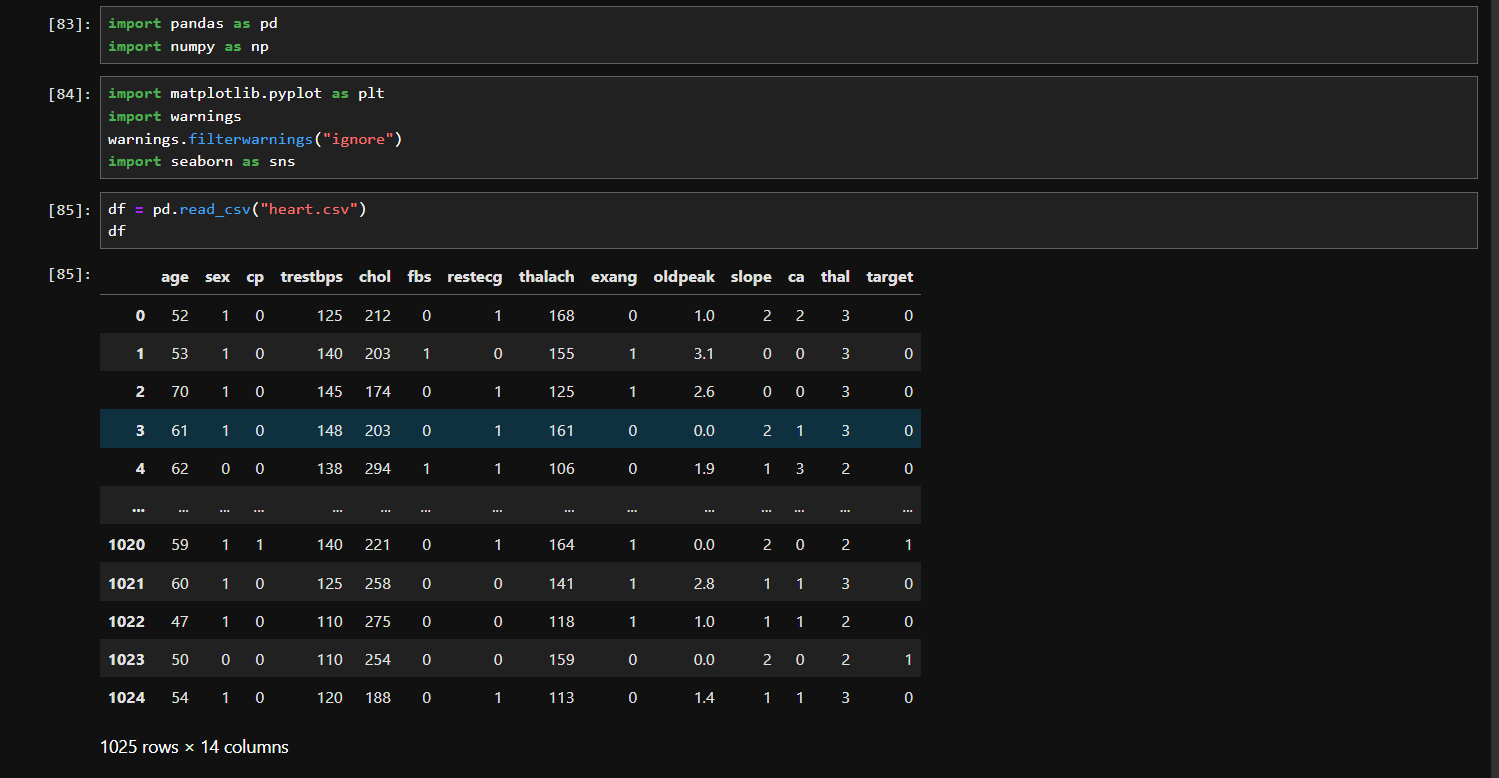 [83]: import pandas as pd
import numpy as np
[84]: import matplotlib.pyplot as plt
import warnings
warnings.filterwarnings("ignore")
import seaborn as sns
[85]: df = pd.read_csv("heart.csv")
df
[85]: age sex cp trestbps chol fbs restecg thalach exang oldpeak slope ca thal target
0 52 1 0 125 212 0 1 168 0 1.0 2 2 3 0
1 53 1 0 140 203 1 0 155 1 3.1 0 0 3 0
2 70 1 0 145 174 0 1 125 1 2.6 0 0 3 0
3 61 1 0 148 203 0 1 161 0 0.0 2 1 3 0
4 62 0 0 138 294 1 1 106 0 1.9 1 3 2 0
... ... ... ... ... ... ... ... ... ... ... ... ... ... ...
1020 59 1 1 140 221 0 1 164 1 0.0 2 0 2 1
1021 60 1 0 125 258 0 0 141 1 2.8 1 1 3 0
1022 47 1 0 110 275 0 0 118 1 1.0 1 1 2 0
1023 50 0 0 110 254 0 0 159 0 0.0 2 0 2 1
1024 54 1 0 120 188 0 1 113 0 1.4 1 1 3 0
1025 rows × 14 columns